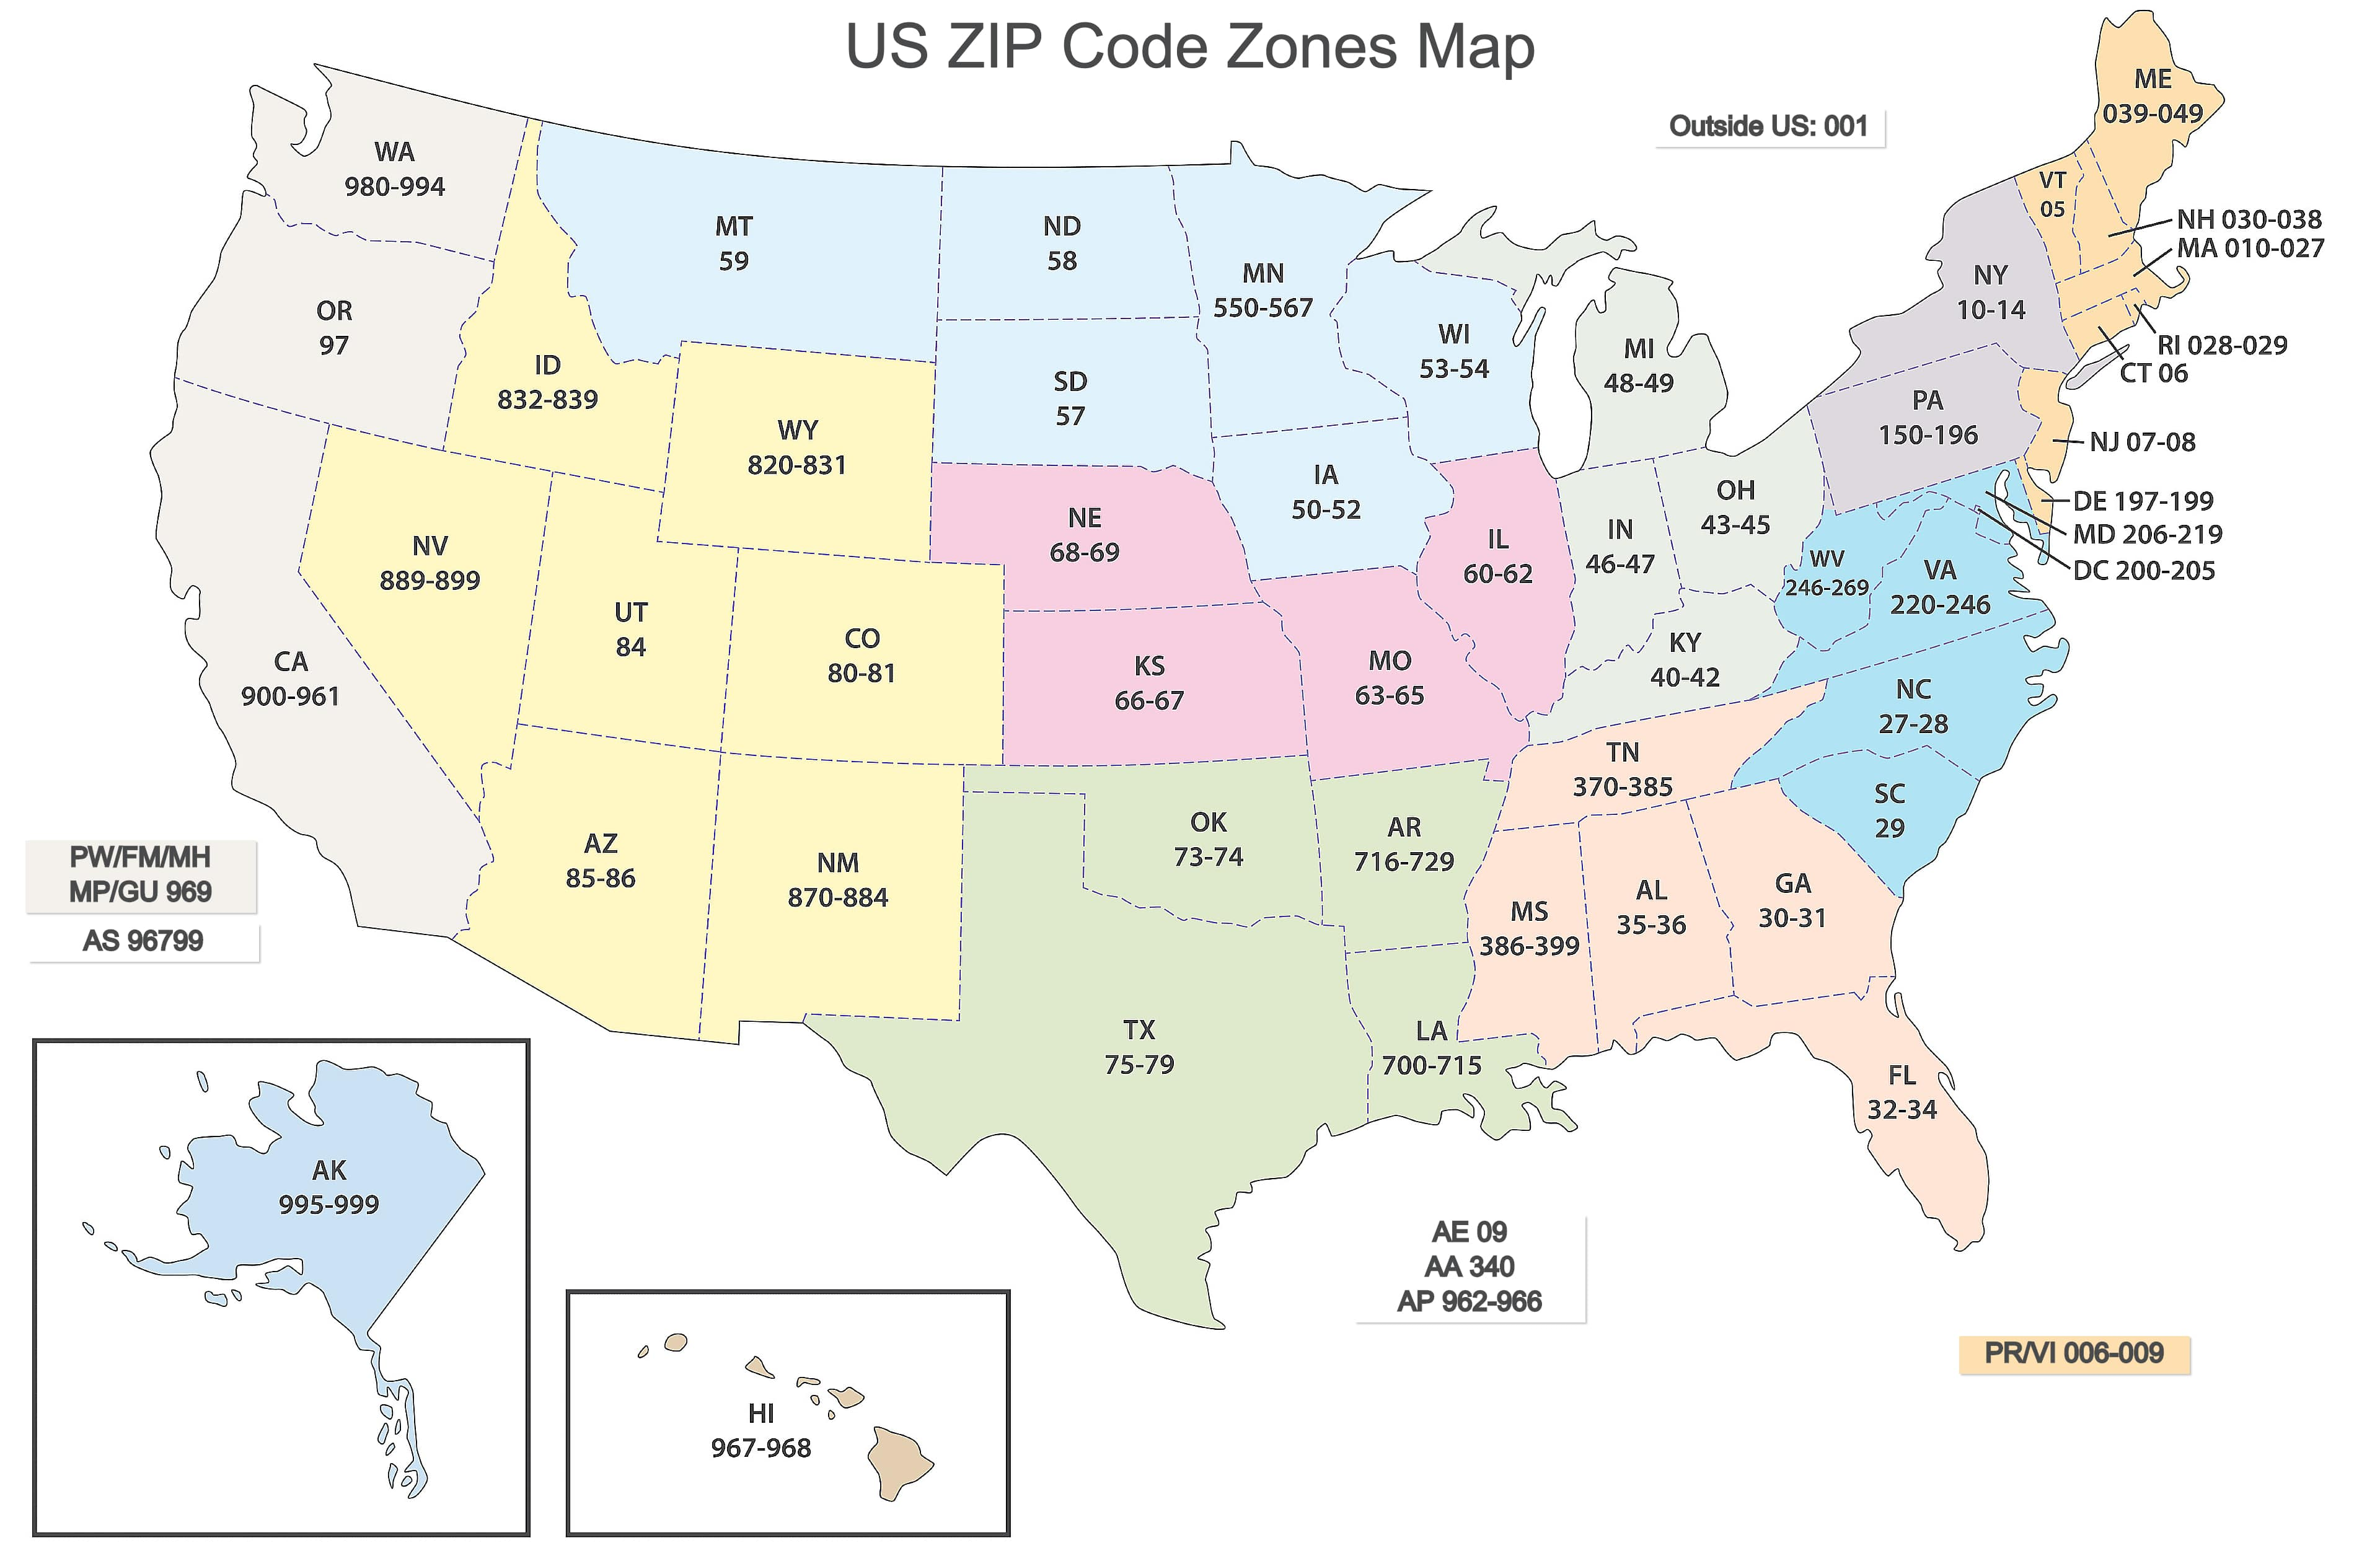 US ZIP Code Zones Map
Outside US: 001
ME
039-049
WA
980-994
VT
05
NH 030-038
MA 010-027
MT
59
ND
58
MN
550-567
NY
10-14
OR
97
WI
53-54
MI
48-49
RI 028-029
CT 06
ID
832-839
SD
57
PA
150-196
WY
820-831
NJ 07-08
IA
50-52
OH
43-45
DE 197-199
NE
68-69
IL
60-62
IN
46-47
MD 206-219
NV
889-899
WV
246-269
VA
220-246
DC 200-205
UT
84
CO
80-81
CA
900-961
KS
66-67
MO
63-65
KY
40-42
NC
27-28
TN
370-385
SC
29
OK
73-74
AR
716-729
AZ
85-86
NM
870-884
PW/FM/MH
MP/GU 969
AS 96799
MS
386-399
AL
35-36
GA
30-31
TX
75-79
LA
700-715
FL
32-34
AK
995-999
AE 09
AA 340
AP 962-966
PR/VI 006-009
HI
967-968